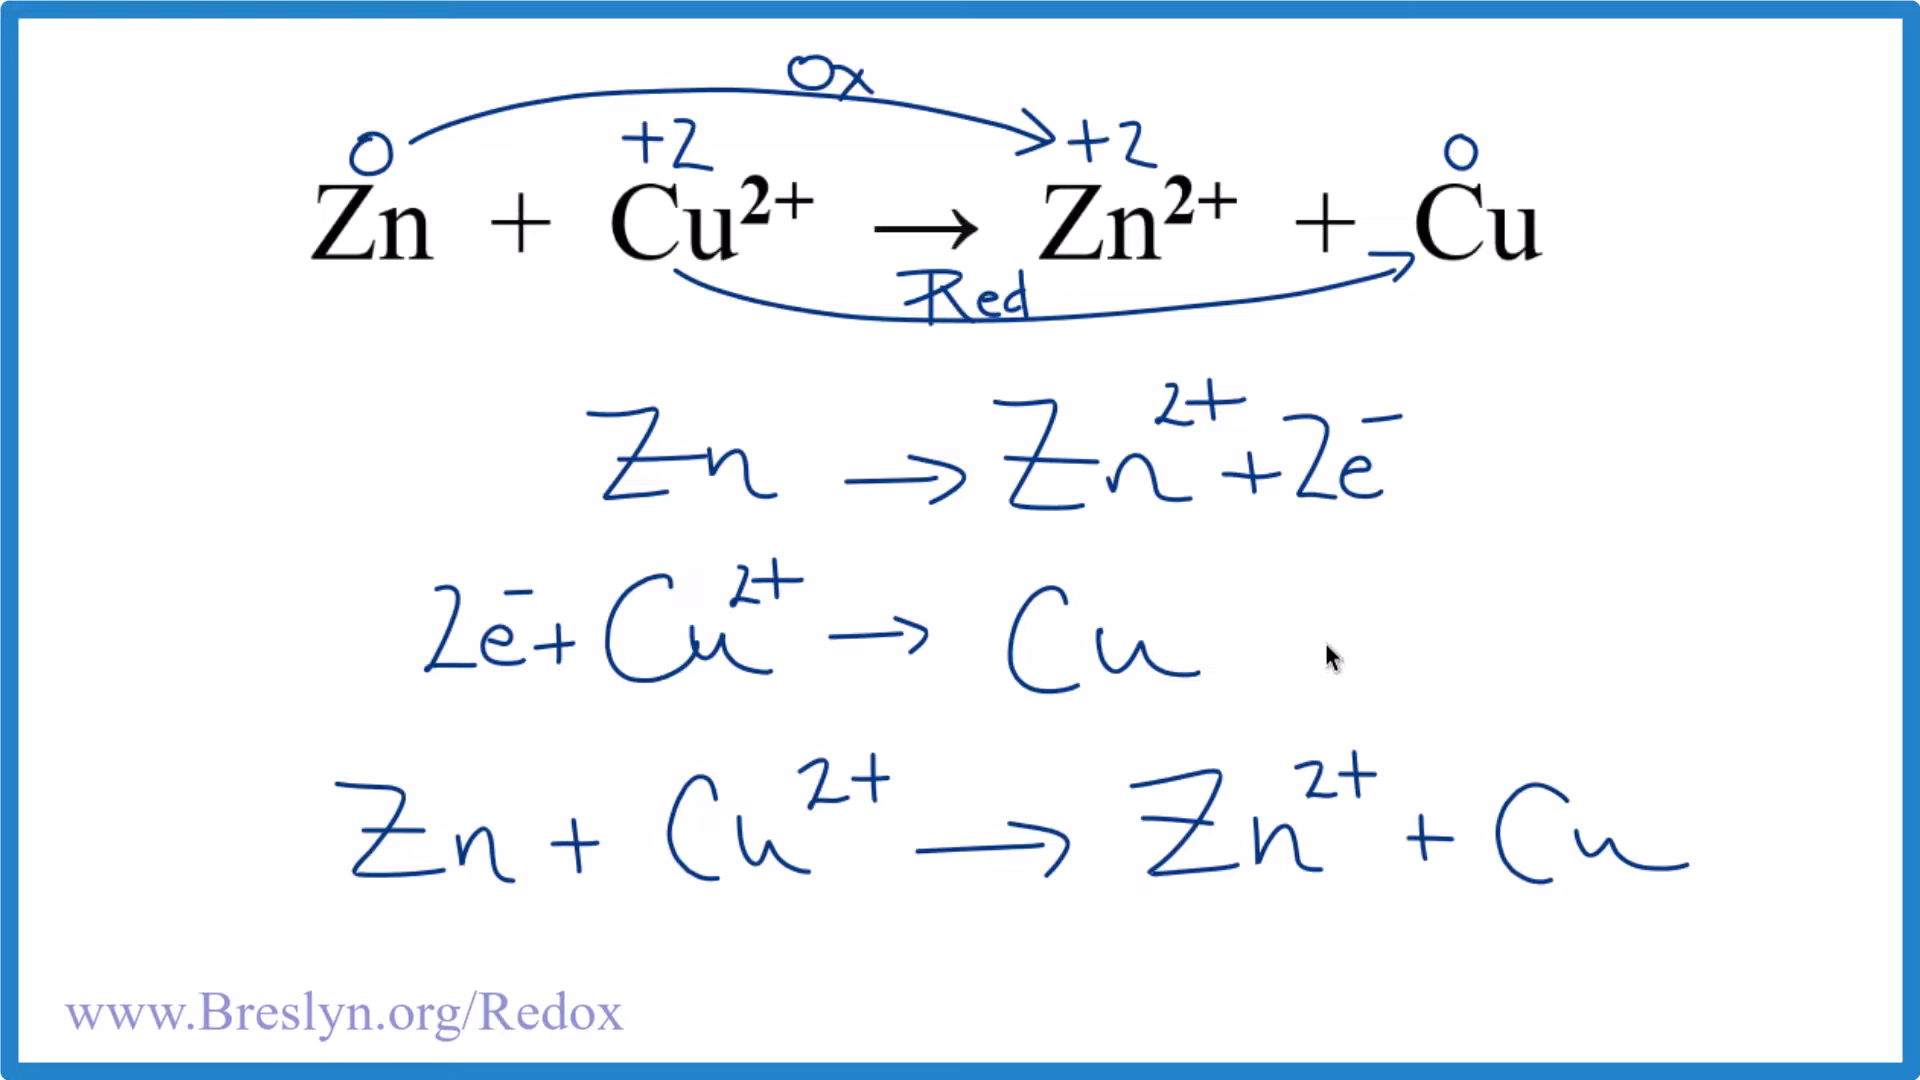 Ox
0 +2 +2 0
Zn + Cu²⁺ → Zn²⁺ + Cu
Red
Zn → Zn²⁺ + 2e⁻
2e⁻ + Cu²⁺ → Cu
Zn + Cu²⁺ → Zn²⁺ + Cu
www.Breslyn.org/Redox